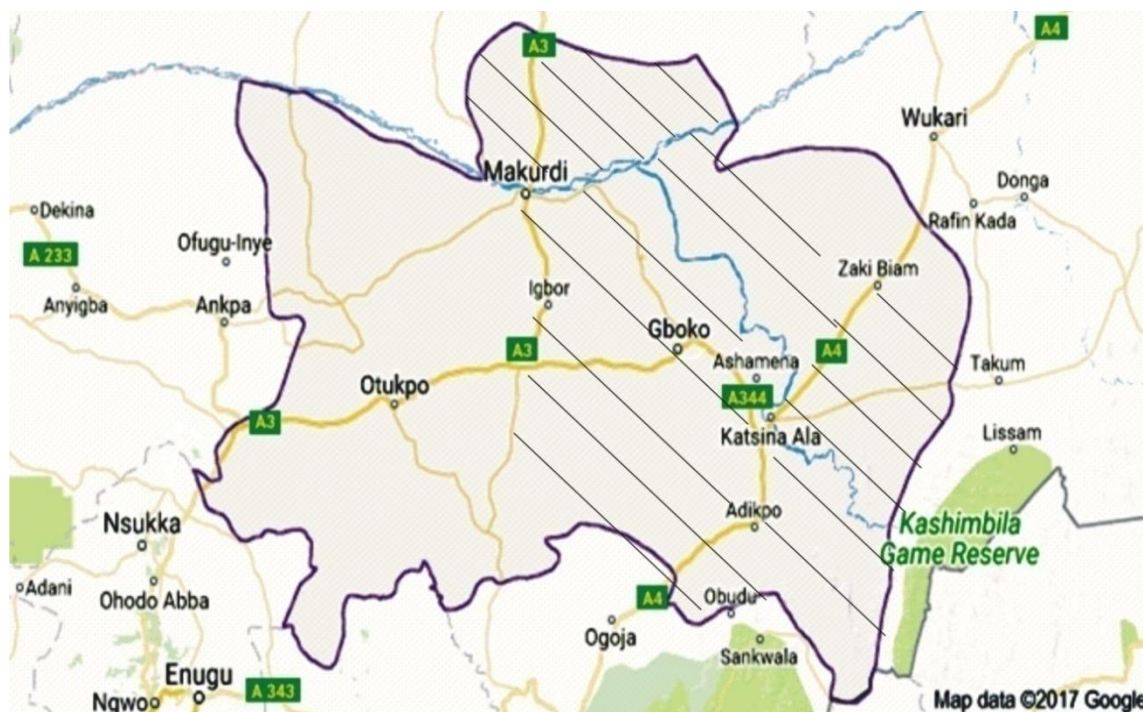 A4
A3
Wukari
Makurdi
Donga
Dekina
Rafin Kada
Ofugu-Inye
A 233
Zaki Biam
Anyigba
Ankpa
Igbor
Gboko
A3
A4
Ashamena
Takum
Otukpo
A344
A3
Katsina Ala
Lissam
Adikpo
Nsukka
Kashimbila
Game Reserve
Adani
Ohodo Abba
A4
Obudu
Ogoja
Sankwala
Enugu
A 343
Ngwo
Map data ©2017 Google